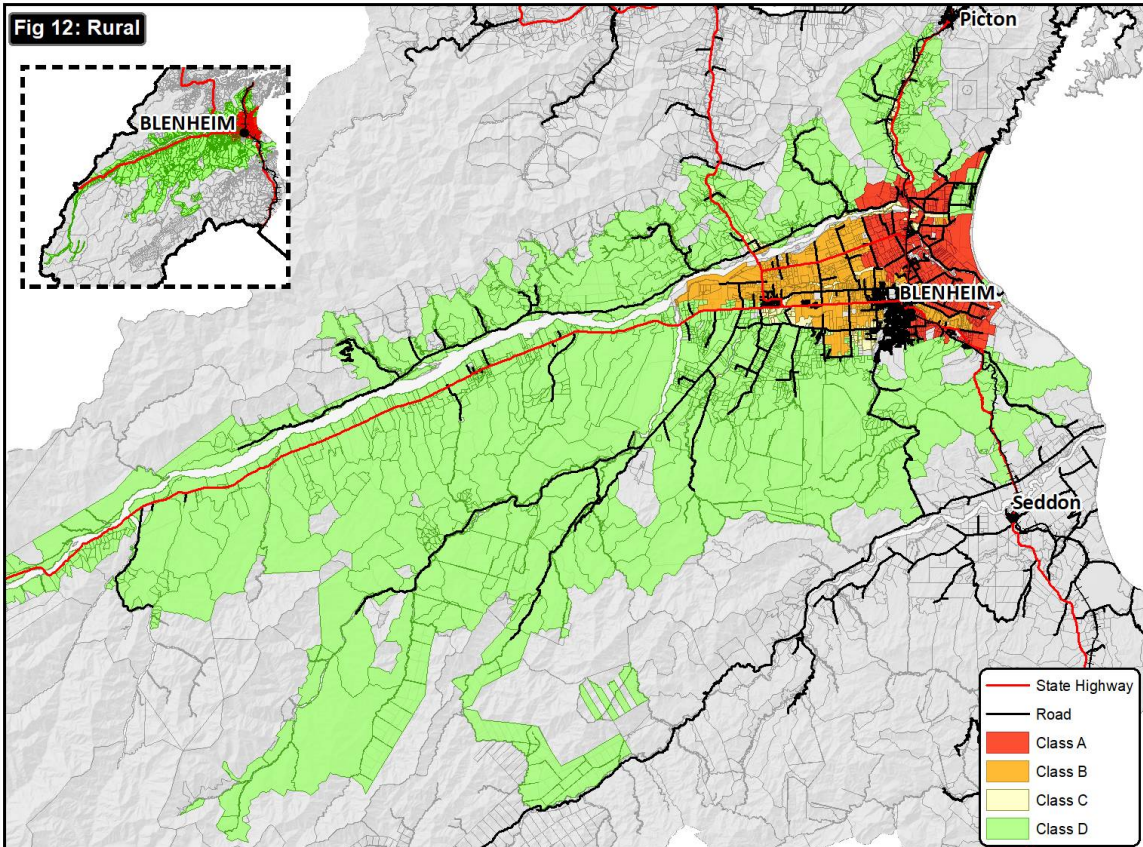 Fig 12: Rural
Picton
BLENHEIM
BLENHEIM
Seddon
State Highway
Road
Class A
Class B
Class C
Class D